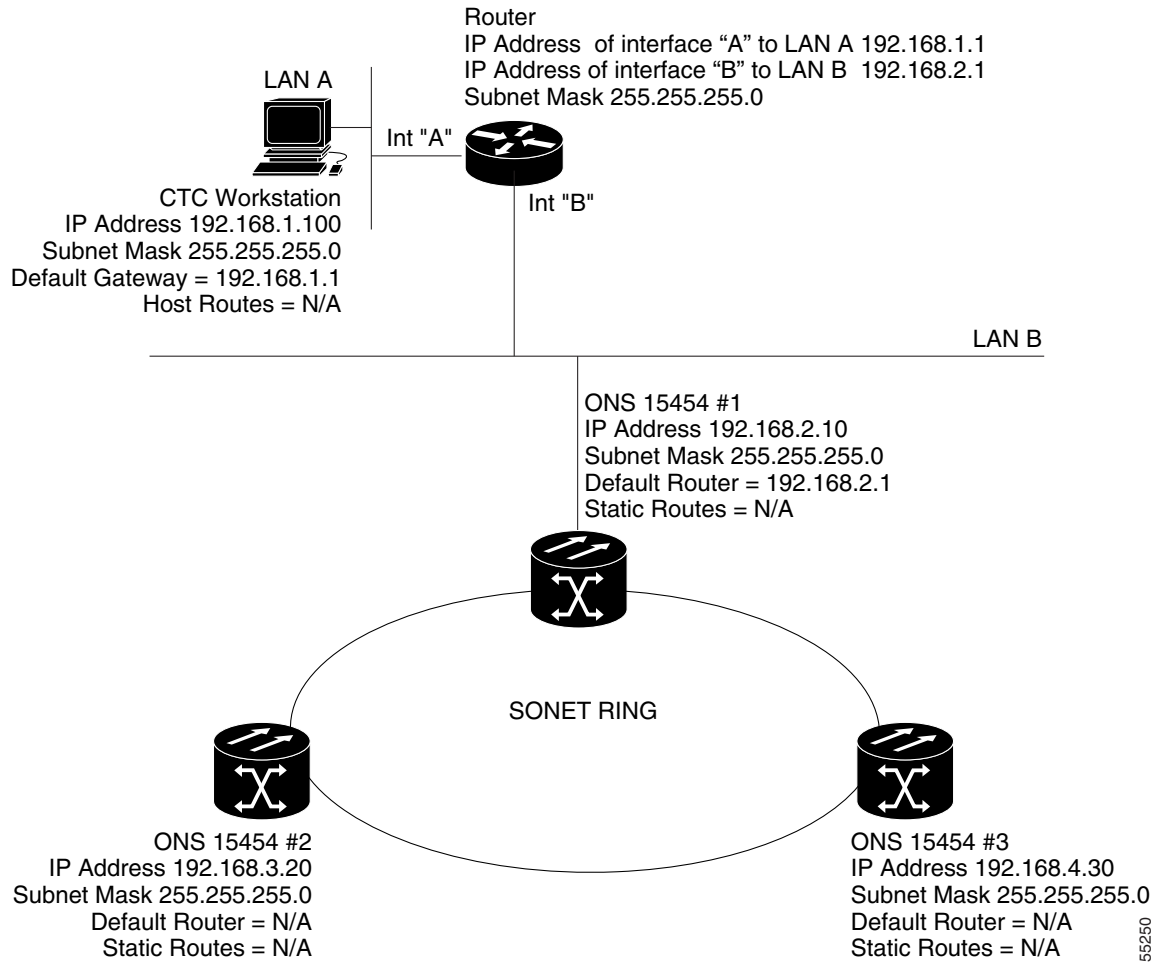 Router
IP Address of interface “A” to LAN A 192.168.1.1
IP Address of interface “B” to LAN B 192.168.2.1
Subnet Mask 255.255.255.0
LAN A
Int "A"
Int "B"
CTC Workstation
IP Address 192.168.1.100
Subnet Mask 255.255.255.0
Default Gateway = 192.168.1.1
Host Routes = N/A
LAN B
ONS 15454 #1
IP Address 192.168.2.10
Subnet Mask 255.255.255.0
Default Router = 192.168.2.1
Static Routes = N/A
SONET RING
ONS 15454 #2
IP Address 192.168.3.20
Subnet Mask 255.255.255.0
Default Router = N/A
Static Routes = N/A
ONS 15454 #3
IP Address 192.168.4.30
Subnet Mask 255.255.255.0
Default Router = N/A
Static Routes = N/A
55250